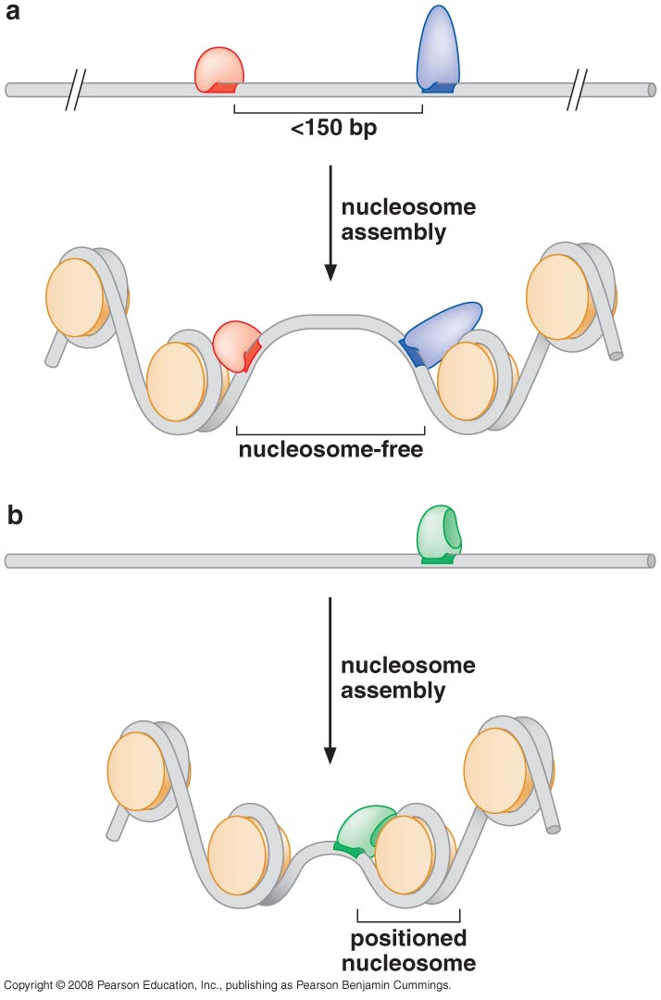 a
<150 bp
nucleosome
assembly
nucleosome-free
b
nucleosome
assembly
positioned
nucleosome
Copyright © 2008 Pearson Education, Inc., publishing as Pearson Benjamin Cummings.